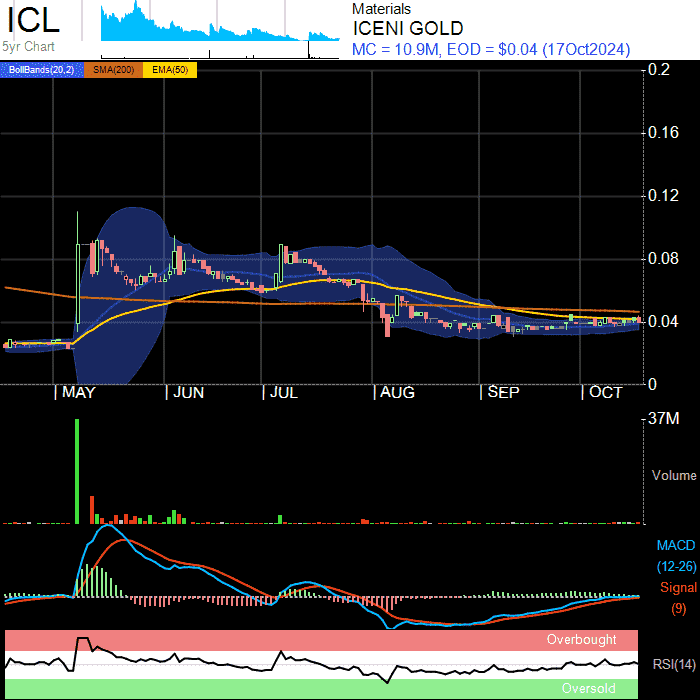 ICL
5yr Chart
Materials
ICENI GOLD
MC = 10.9M, EOD = $0.04 (17Oct2024)
BollBands(20,2) SMA(200) EMA(50)
0.2
0.16
0.12
0.08
0.04
0
MAY JUN JUL AUG SEP OCT
37M
Volume
MACD
(12-26)
Signal
(9)
Overbought
RSI(14)
Oversold